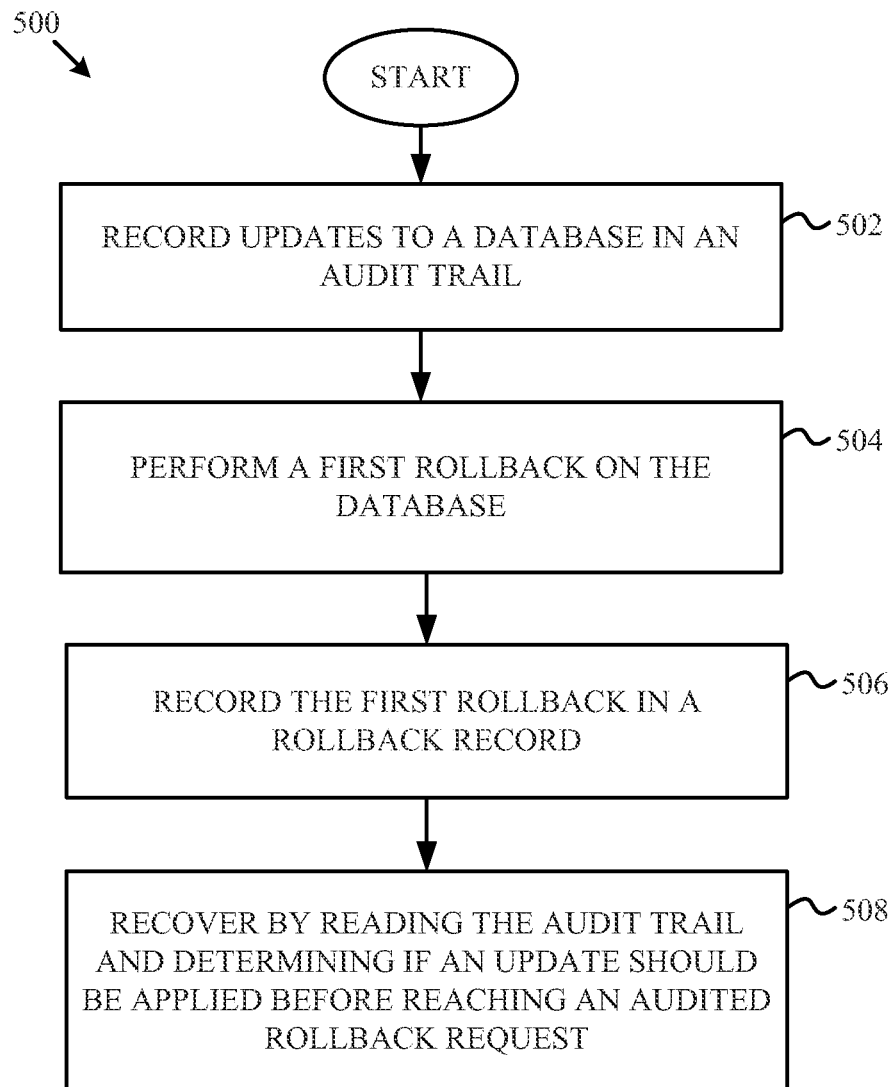 500
START
RECORD UPDATES TO A DATABASE IN AN
AUDIT TRAIL
502
PERFORM A FIRST ROLLBACK ON THE
DATABASE
504
RECORD THE FIRST ROLLBACK IN A
ROLLBACK RECORD
506
RECOVER BY READING THE AUDIT TRAIL
AND DETERMINING IF AN UPDATE SHOULD
BE APPLIED BEFORE REACHING AN AUDITED
ROLLBACK REQUEST
508